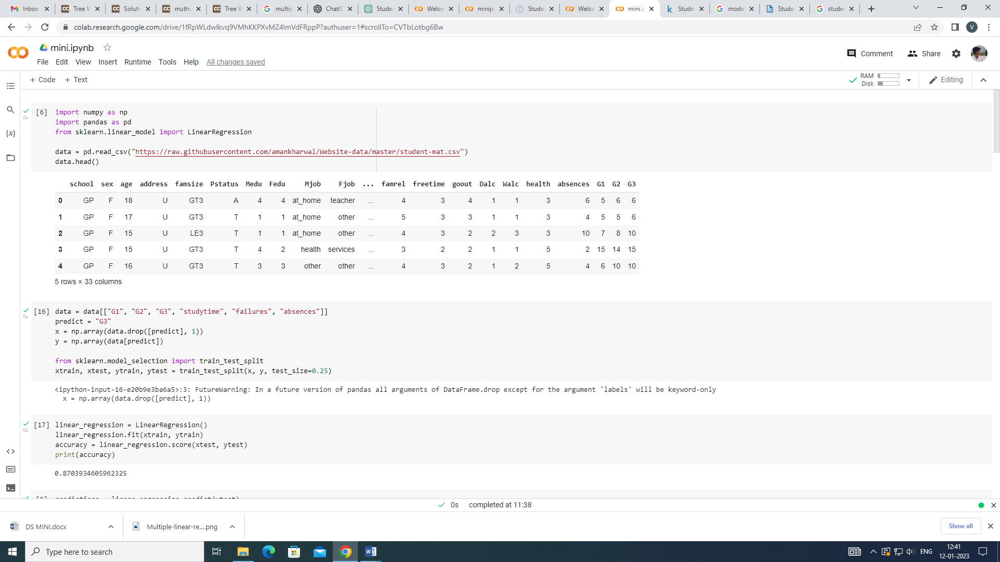 Inbox
Tree W
Soluti
muthu
Tree W
multip
ChatG
Studen
Welco
minipr
Studen
Welco
mini.ip
Studen
mode
Studen
studen
colab.research.google.com/drive/1fRpWLdwlkvq9VMhKKPXvMZ4lmVdFRppP?authuser=1#scrollTo=CVTbLotbg6Bw
V
mini.ipynb
File Edit View Insert Runtime Tools Help All changes saved
Comment Share
+ Code + Text
RAM
Disk
Editing
[6] import numpy as np
import pandas as pd
from sklearn.linear_model import LinearRegression
data = pd.read_csv("https://raw.githubusercontent.com/amankharwal/Website-data/master/student-mat.csv")
data.head()
0s
{x}
school sex age address famsize Pstatus Medu Fedu Mjob Fjob ... famrel freetime goout Dalc Walc health absences G1 G2 G3
0 GP F 18 U GT3 A 4 4 at_home teacher ... 4 3 4 1 1 3 6 5 6 6
1 GP F 17 U GT3 T 1 1 at_home other ... 5 3 3 1 1 3 4 5 5 6
2 GP F 15 U LE3 T 1 1 at_home other ... 4 3 2 2 3 3 10 7 8 10
3 GP F 15 U GT3 T 4 2 health services ... 3 2 2 1 1 5 2 15 14 15
4 GP F 16 U GT3 T 3 3 other other ... 4 3 2 1 2 5 4 6 10 10
5 rows × 33 columns
[16] data = data[["G1", "G2", "G3", "studytime", "failures", "absences"]]
0s
predict = "G3"
x = np.array(data.drop([predict], 1))
y = np.array(data[predict])
from sklearn.model_selection import train_test_split
xtrain, xtest, ytrain, ytest = train_test_split(x, y, test_size=0.25)
<ipython-input-16-e20b9e3ba6a5>:3: FutureWarning: In a future version of pandas all arguments of DataFrame.drop except for the argument 'labels' will be keyword-only
x = np.array(data.drop([predict], 1))
[17] linear_regression = LinearRegression()
0s
linear_regression.fit(xtrain, ytrain)
accuracy = linear_regression.score(xtest, ytest)
print(accuracy)
0.8703934605962325
predictions = linear_regression.predict(xtest)
0s completed at 11:38
DS MINI.docx
Multiple-linear-re....png
Show all
Type here to search
ENG
12:41
12-01-2023